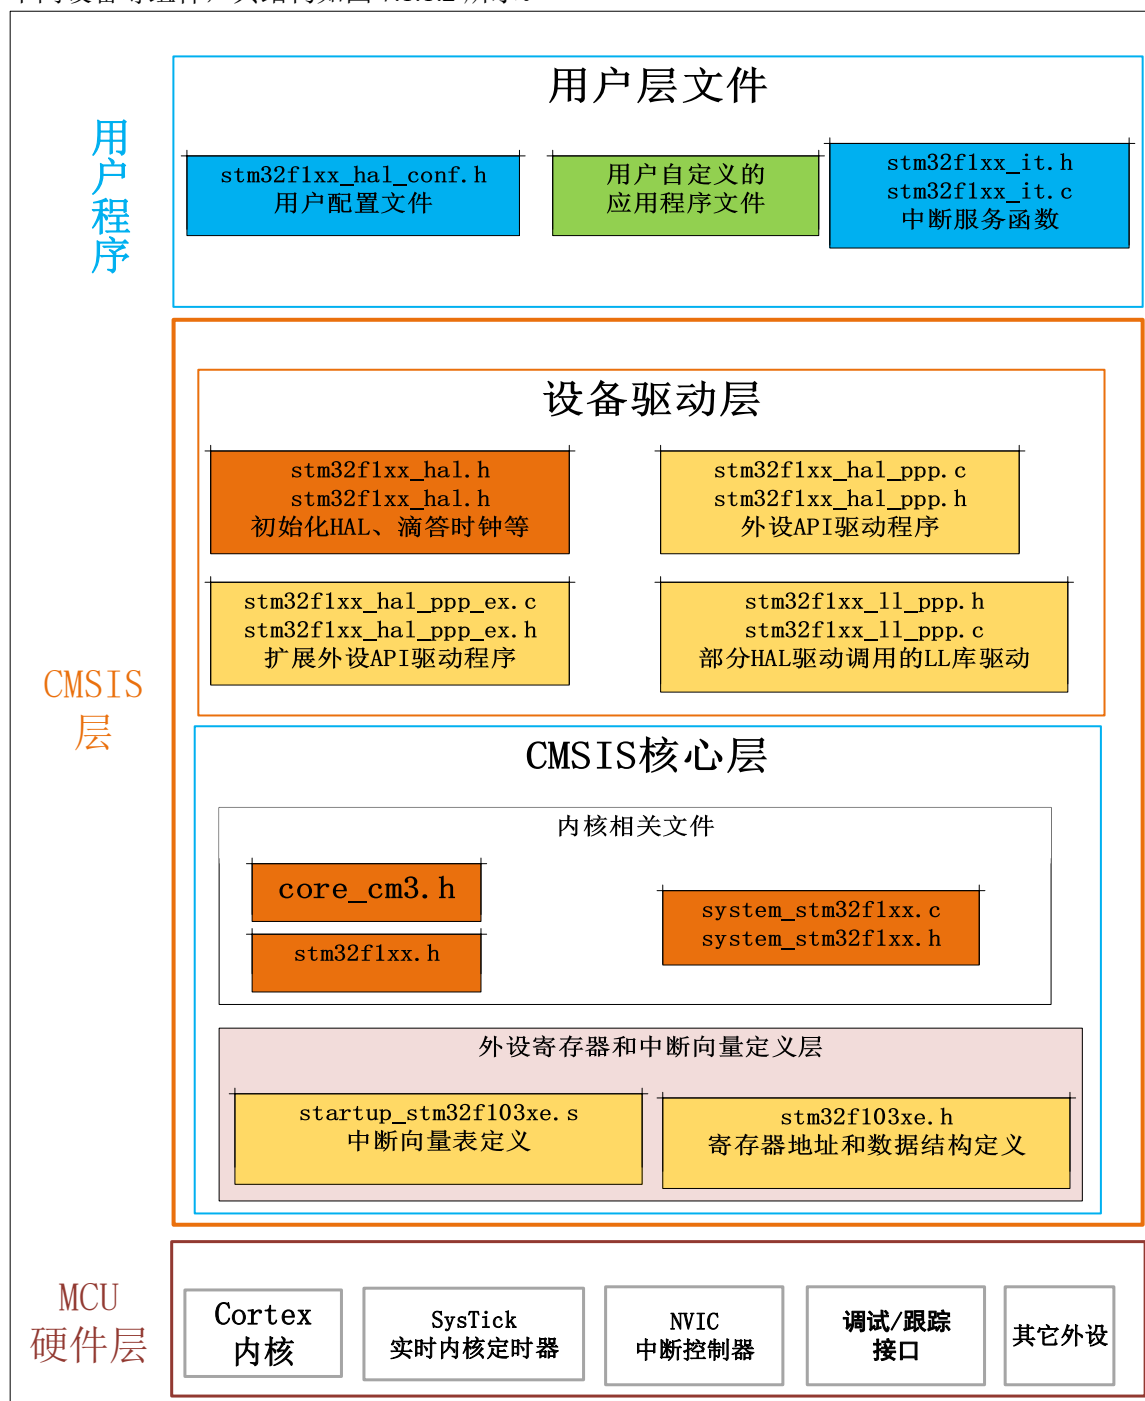 用户程序
用户层文件
stm32f1xx_hal_conf.h
用户配置文件
用户自定义的
应用程序文件
stm32f1xx_it.h
stm32f1xx_it.c
中断服务函数
CMSIS
层
设备驱动层
stm32f1xx_hal.h
stm32f1xx_hal.h
初始化HAL、滴答时钟等
stm32f1xx_hal_ppp.c
stm32f1xx_hal_ppp.h
外设API驱动程序
stm32f1xx_hal_ppp_ex.c
stm32f1xx_hal_ppp_ex.h
扩展外设API驱动程序
stm32f1xx_ll_ppp.h
stm32f1xx_ll_ppp.c
部分HAL驱动调用的LL库驱动
CMSIS核心层
内核相关文件
core_cm3.h
stm32f1xx.h
system_stm32f1xx.c
system_stm32f1xx.h
外设寄存器和中断向量定义层
startup_stm32f103xe.s
中断向量表定义
stm32f103xe.h
寄存器地址和数据结构定义
MCU
硬件层
Cortex
内核
SysTick
实时内核定时器
NVIC
中断控制器
调试/跟踪
接口
其它外设